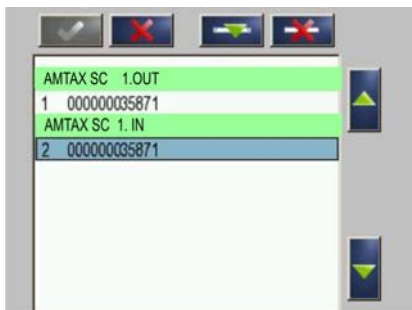 AMTAX SC 1.OUT
1 000000035871
AMTAX SC 1. IN
2 000000035871